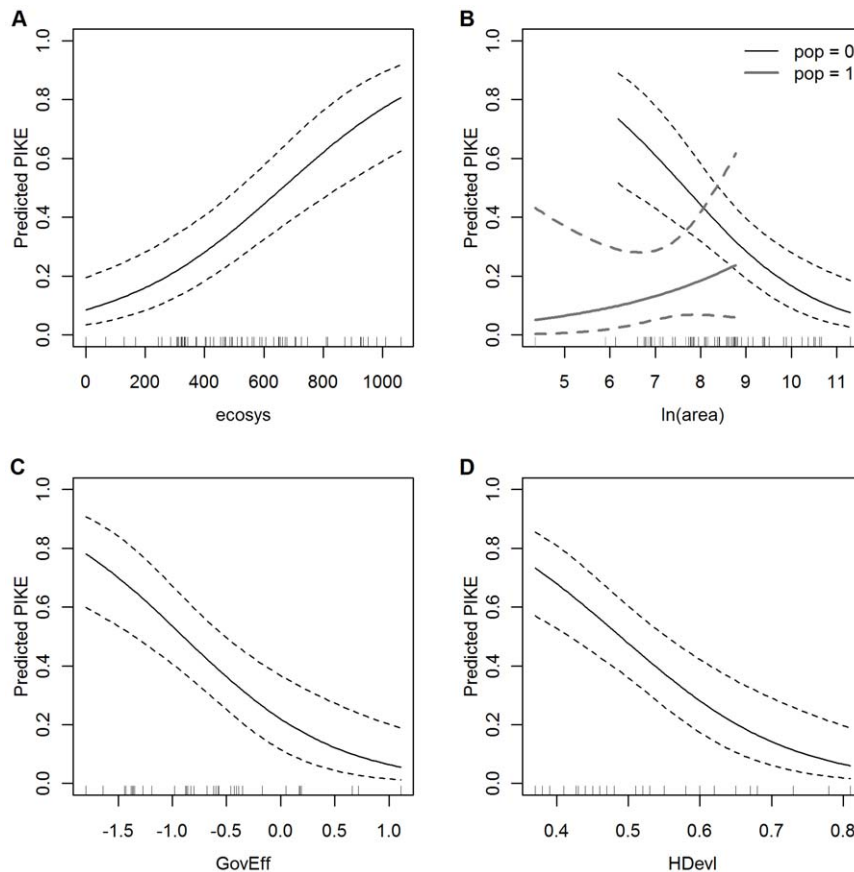 A
Predicted PIKE
0.0 0.2 0.4 0.6 0.8 1.0
0 200 400 600 800 1000
ecosys
B
Predicted PIKE
0.0 0.2 0.4 0.6 0.8 1.0
pop = 0
pop = 1
5 6 7 8 9 10 11
ln(area)
C
Predicted PIKE
0.0 0.2 0.4 0.6 0.8 1.0
-1.5 -1.0 -0.5 0.0 0.5 1.0
GovEff
D
Predicted PIKE
0.0 0.2 0.4 0.6 0.8 1.0
0.4 0.5 0.6 0.7 0.8
HDevl